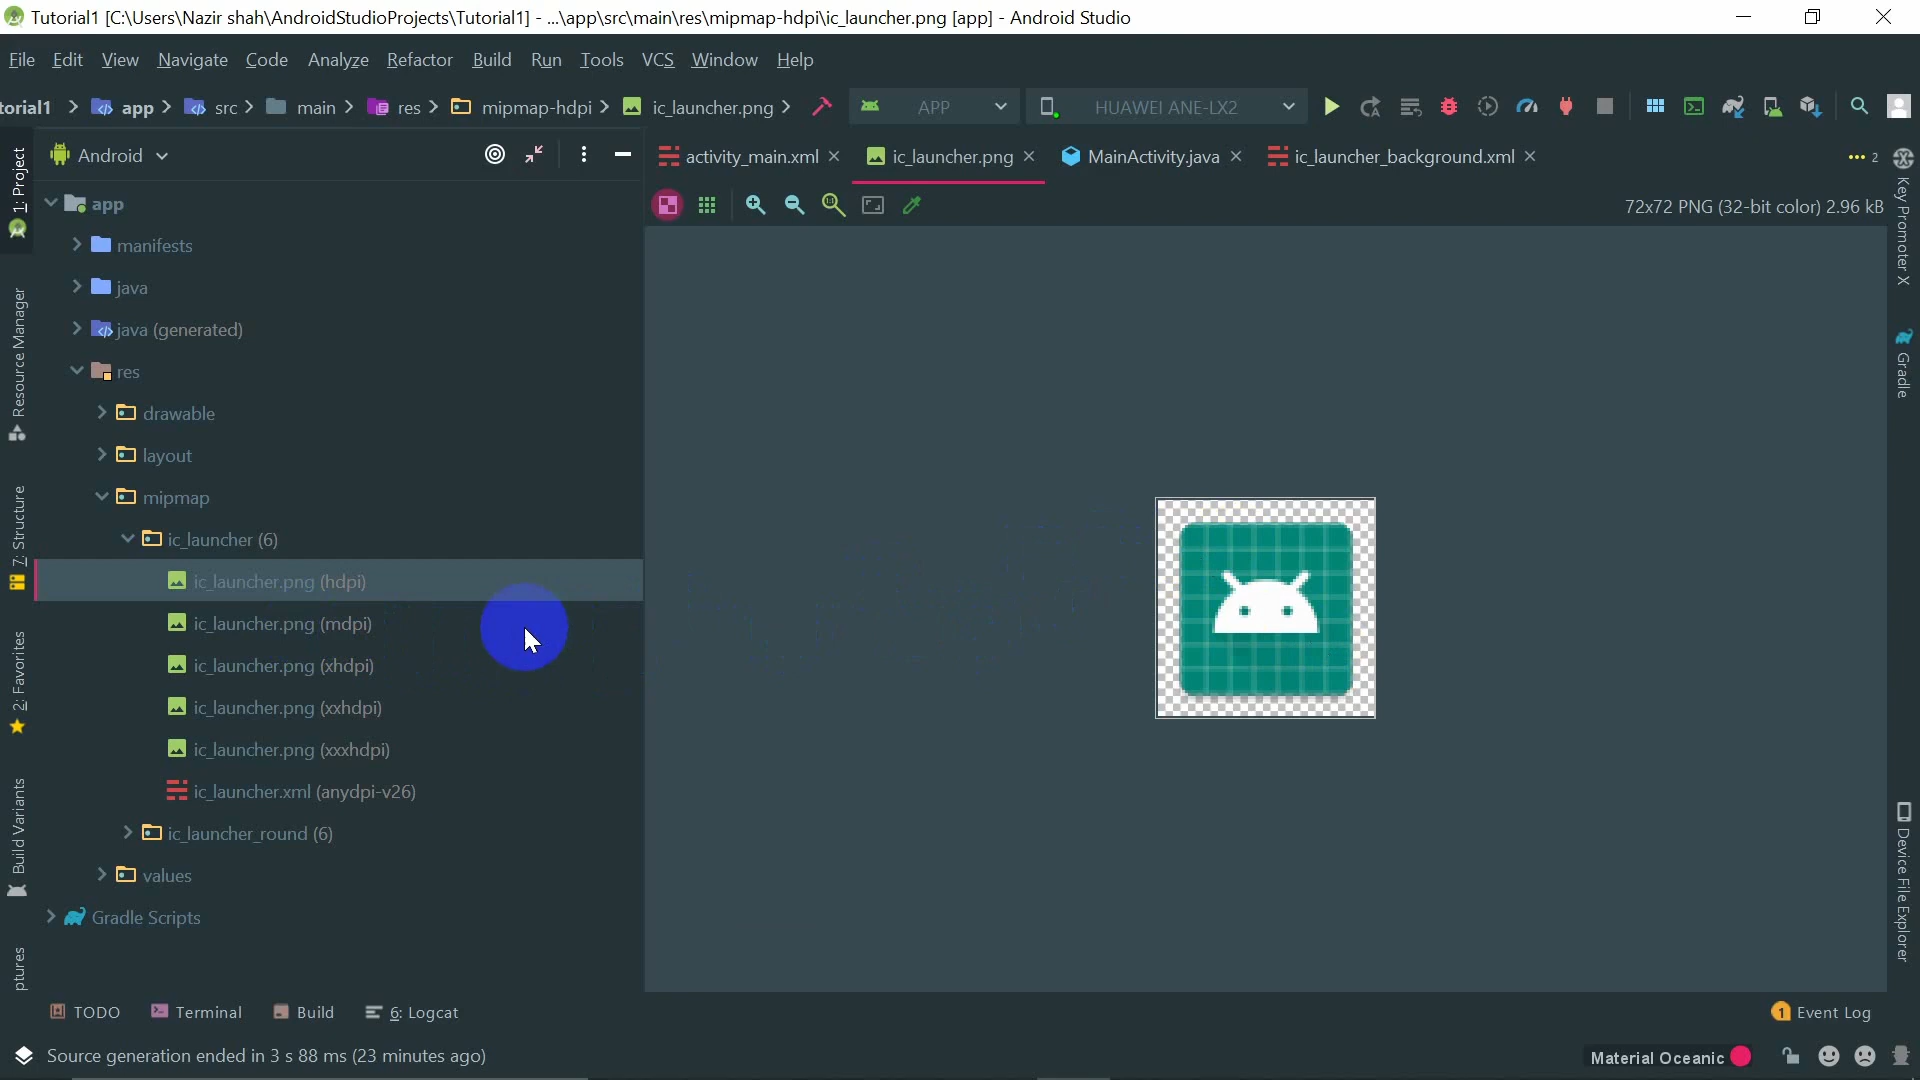 Tutorial1 [C:\Users\Nazir shah\AndroidStudioProjects\Tutorial1] - ...\app\src\main\res\mipmap-hdpi\ic_launcher.png [app] - Android Studio
File Edit View Navigate Code Analyze Refactor Build Run Tools VCS Window Help
torial1 app src main res mipmap-hdpi ic_launcher.png APP HUAWEI ANE-LX2
Android
activity_main.xml ic_launcher.png MainActivity.java ic_launcher_background.xml 2
72x72 PNG (32-bit color) 2.96 kB
app
manifests
java
java (generated)
res
drawable
layout
mipmap
ic_launcher (6)
ic_launcher.png (hdpi)
ic_launcher.png (mdpi)
ic_launcher.png (xhdpi)
ic_launcher.png (xxhdpi)
ic_launcher.png (xxxhdpi)
ic_launcher.xml (anydpi-v26)
ic_launcher_round (6)
values
Gradle Scripts
1: Project
Resource Manager
7: Structure
2: Favorites
Build Variants
ptures
Key Promoter X
Gradle
Device File Explorer
1:1
TODO Terminal Build 6: Logcat
1 Event Log
Source generation ended in 3 s 88 ms (23 minutes ago)
Material Oceanic